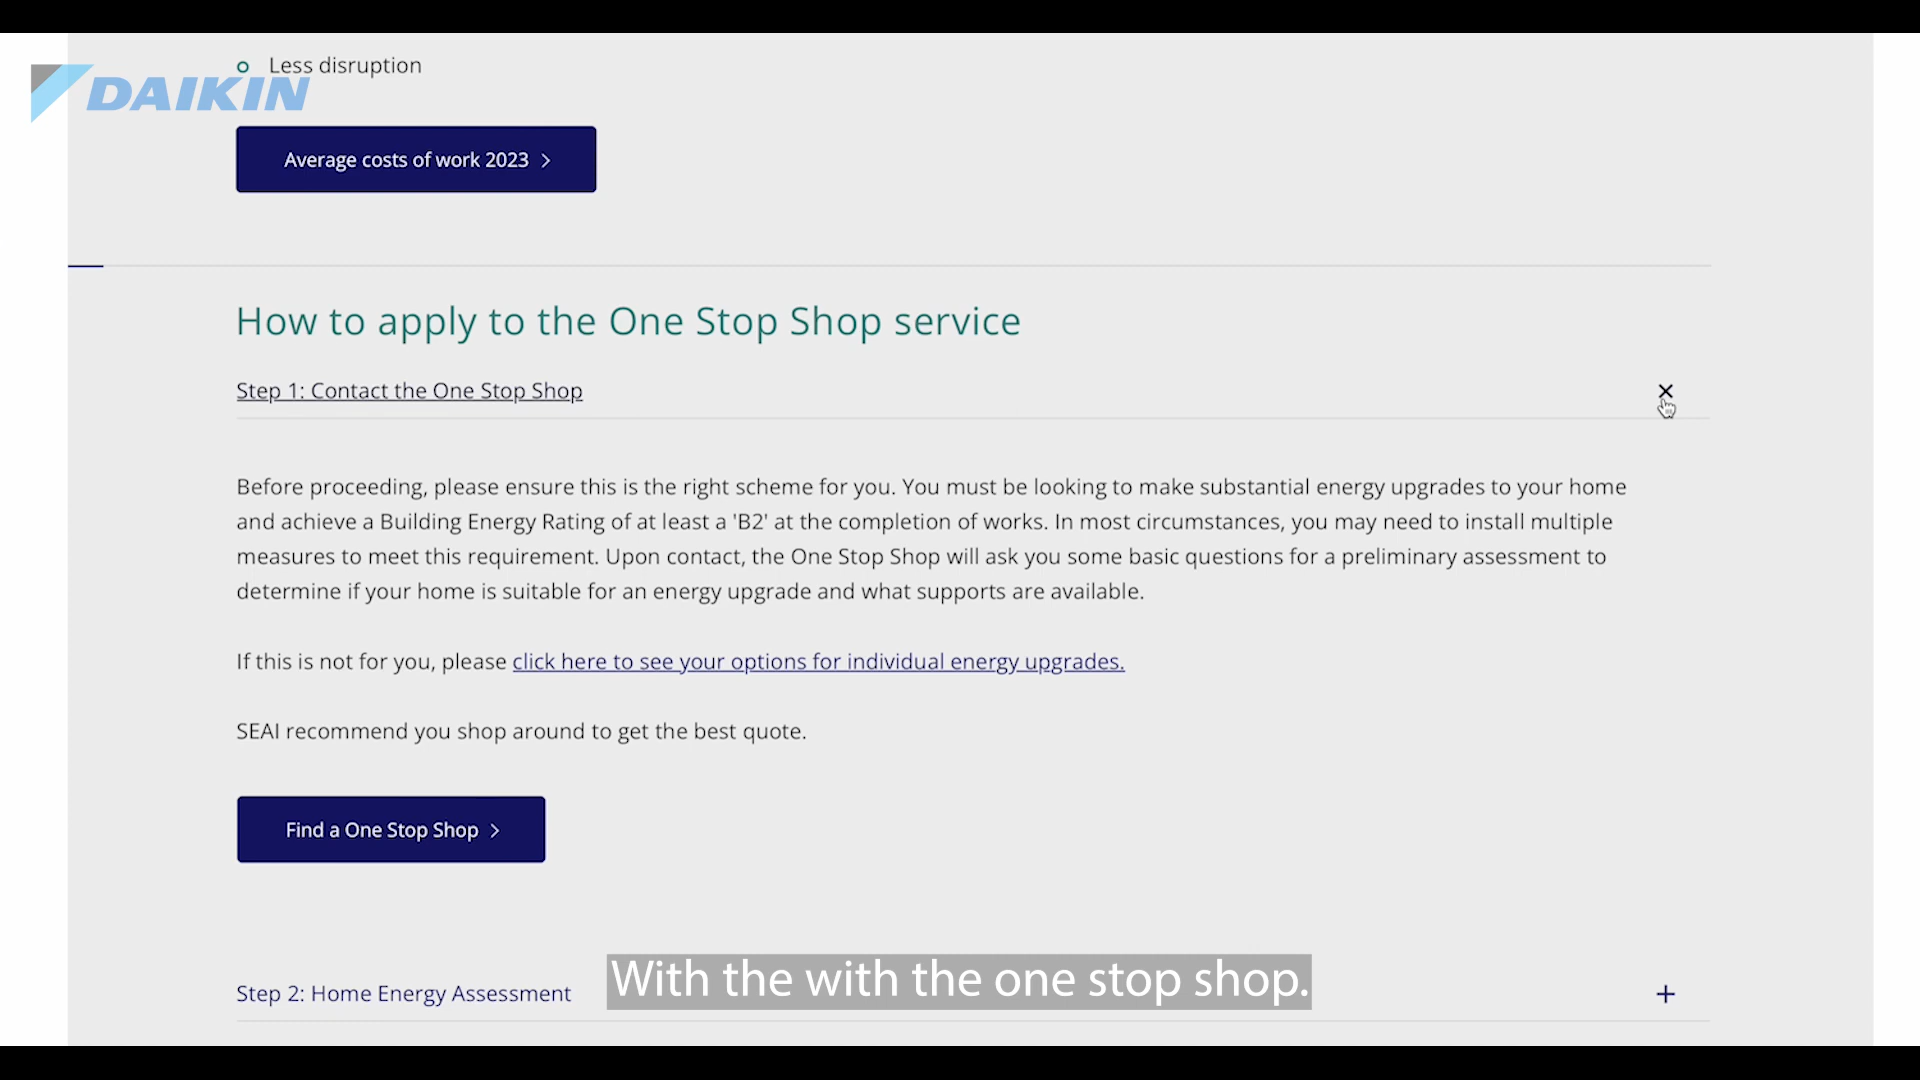 Less disruption
DAIKIN
Average costs of work 2023
How to apply to the One Stop Shop service
Step 1: Contact the One Stop Shop
Before proceeding, please ensure this is the right scheme for you. You must be looking to make substantial energy upgrades to your home
and achieve a Building Energy Rating of at least a 'B2' at the completion of works. In most circumstances, you may need to install multiple
measures to meet this requirement. Upon contact, the One Stop Shop will ask you some basic questions for a preliminary assessment to
determine if your home is suitable for an energy upgrade and what supports are available.
If this is not for you, please click here to see your options for individual energy upgrades.
SEAI recommend you shop around to get the best quote.
Find a One Stop Shop
Step 2: Home Energy Assessment
With the with the one stop shop.